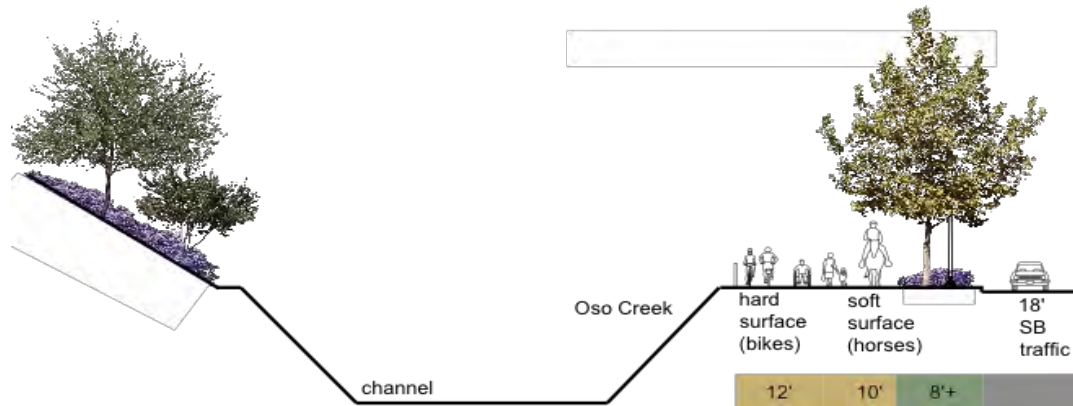 Oso Creek
channel
hard
surface
(bikes)
soft
surface
(horses)
18'
SB
traffic
12' 10' 8'+